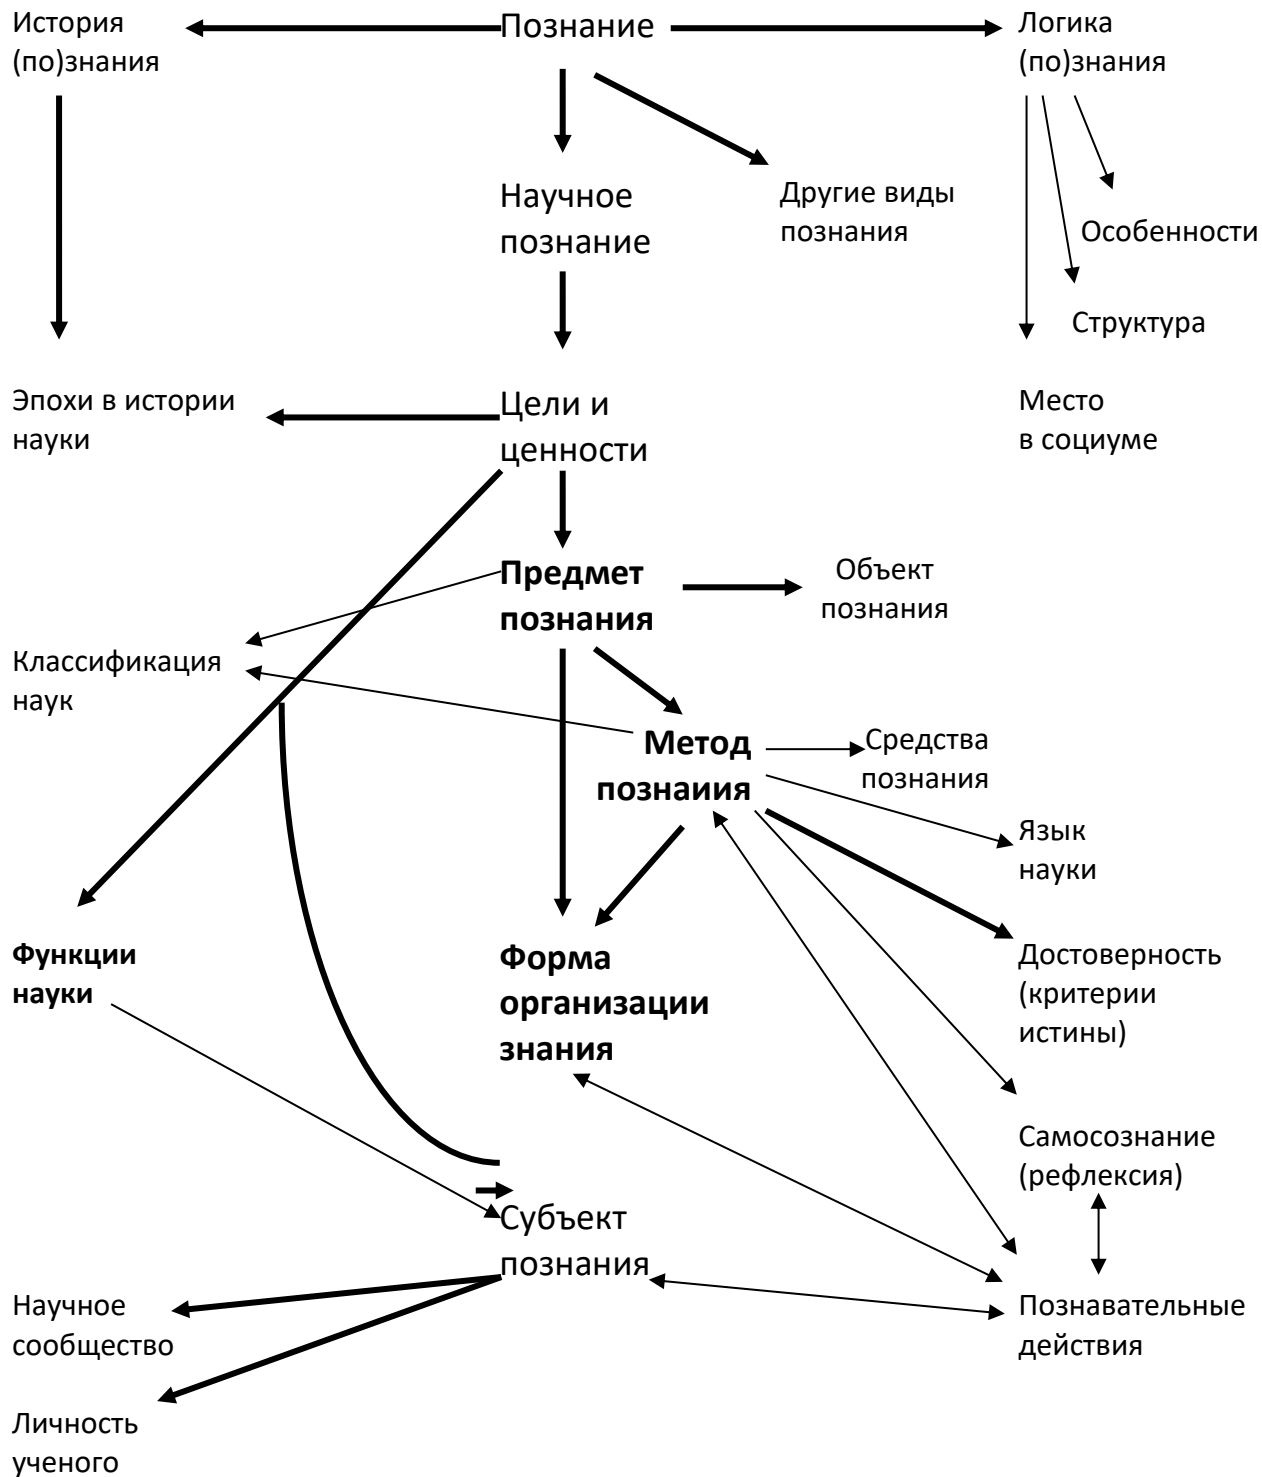 История
(по)знания
Познание
Логика
(по)знания
Научное
познание
Другие виды
познания
Особенности
Структура
Эпохи в истории
науки
Цели и
ценности
Место
в социуме
Предмет
познания
Объект
познания
Классификация
наук
Метод
познаиия
Средства
познания
Язык
науки
Функции
науки
Форма
организации
знания
Достоверность
(критерии
истины)
Самосознание
(рефлексия)
Субъект
познания
Научное
сообщество
Познавательные
действия
Личность
ученого